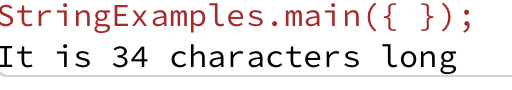 StringExamples.main({ });
It is 34 characters long